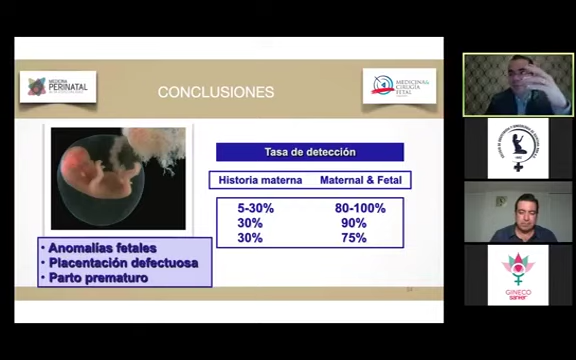 MEDICINA
PERINATAL
CONCLUSIONES
MEDICINA &
CIRUGÍA
FETAL
Tasa de detección
Historia materna Maternal & Fetal
5-30% 80-100%
30% 90%
30% 75%
• Anomalías fetales
• Placentación defectuosa
• Parto prematuro
GINECO
saner